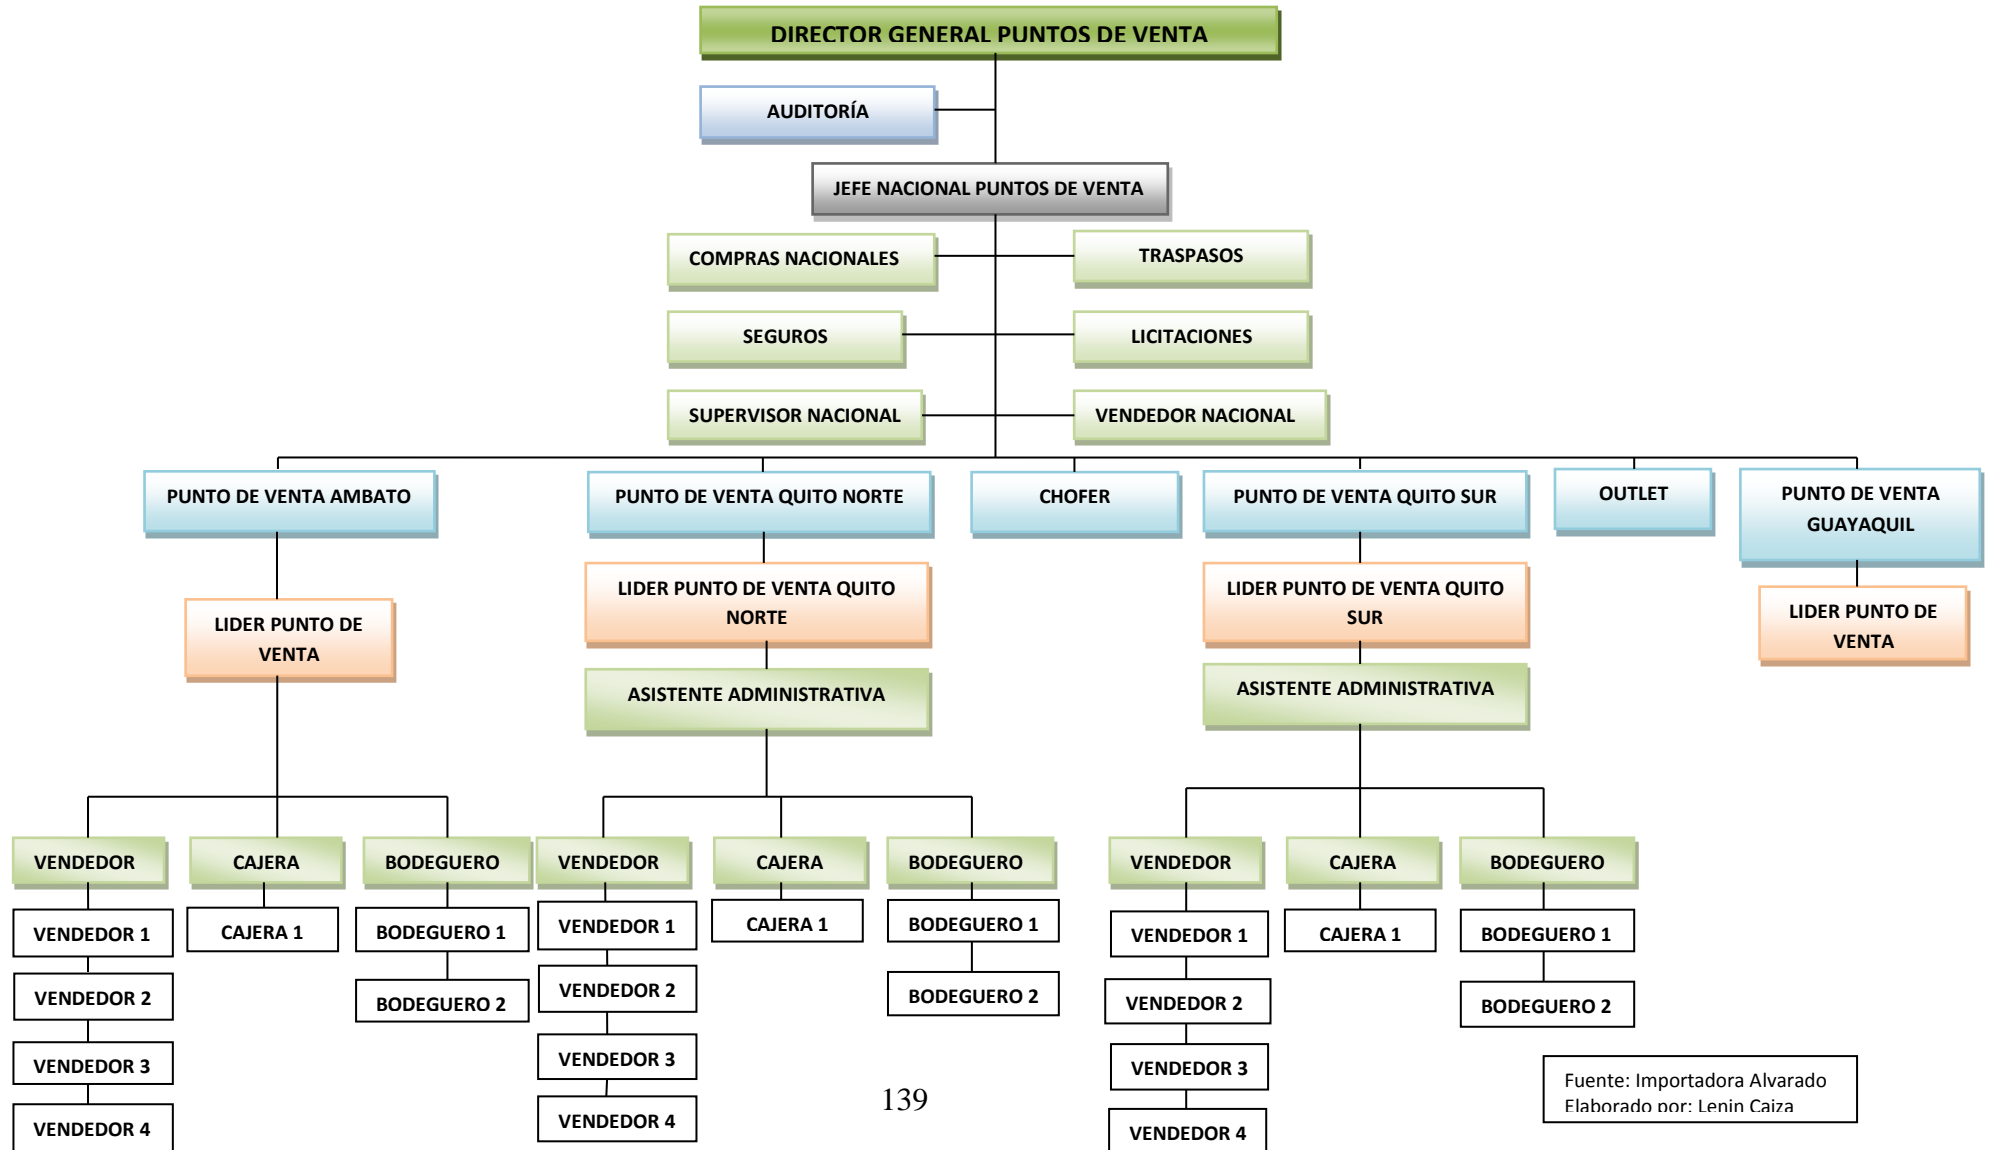 DIRECTOR GENERAL PUNTOS DE VENTA
AUDITORÍA
JEFE NACIONAL PUNTOS DE VENTA
COMPRAS NACIONALES
TRASPASOS
SEGUROS
LICITACIONES
SUPERVISOR NACIONAL
VENDEDOR NACIONAL
PUNTO DE VENTA AMBATO
PUNTO DE VENTA QUITO NORTE
CHOFER
PUNTO DE VENTA QUITO SUR
OUTLET
PUNTO DE VENTA
GUAYAQUIL
LIDER PUNTO DE
VENTA
LIDER PUNTO DE VENTA QUITO
NORTE
LIDER PUNTO DE VENTA QUITO
SUR
LIDER PUNTO DE
VENTA
ASISTENTE ADMINISTRATIVA
ASISTENTE ADMINISTRATIVA
VENDEDOR
CAJERA
BODEGUERO
VENDEDOR
CAJERA
BODEGUERO
VENDEDOR
CAJERA
BODEGUERO
VENDEDOR 1
CAJERA 1
BODEGUERO 1
VENDEDOR 1
CAJERA 1
BODEGUERO 1
VENDEDOR 1
CAJERA 1
BODEGUERO 1
VENDEDOR 2
BODEGUERO 2
VENDEDOR 2
BODEGUERO 2
VENDEDOR 2
BODEGUERO 2
VENDEDOR 3
VENDEDOR 3
VENDEDOR 3
VENDEDOR 4
VENDEDOR 4
VENDEDOR 4
139
Fuente: Importadora Alvarado
Elaborado por: Lenin Caiza